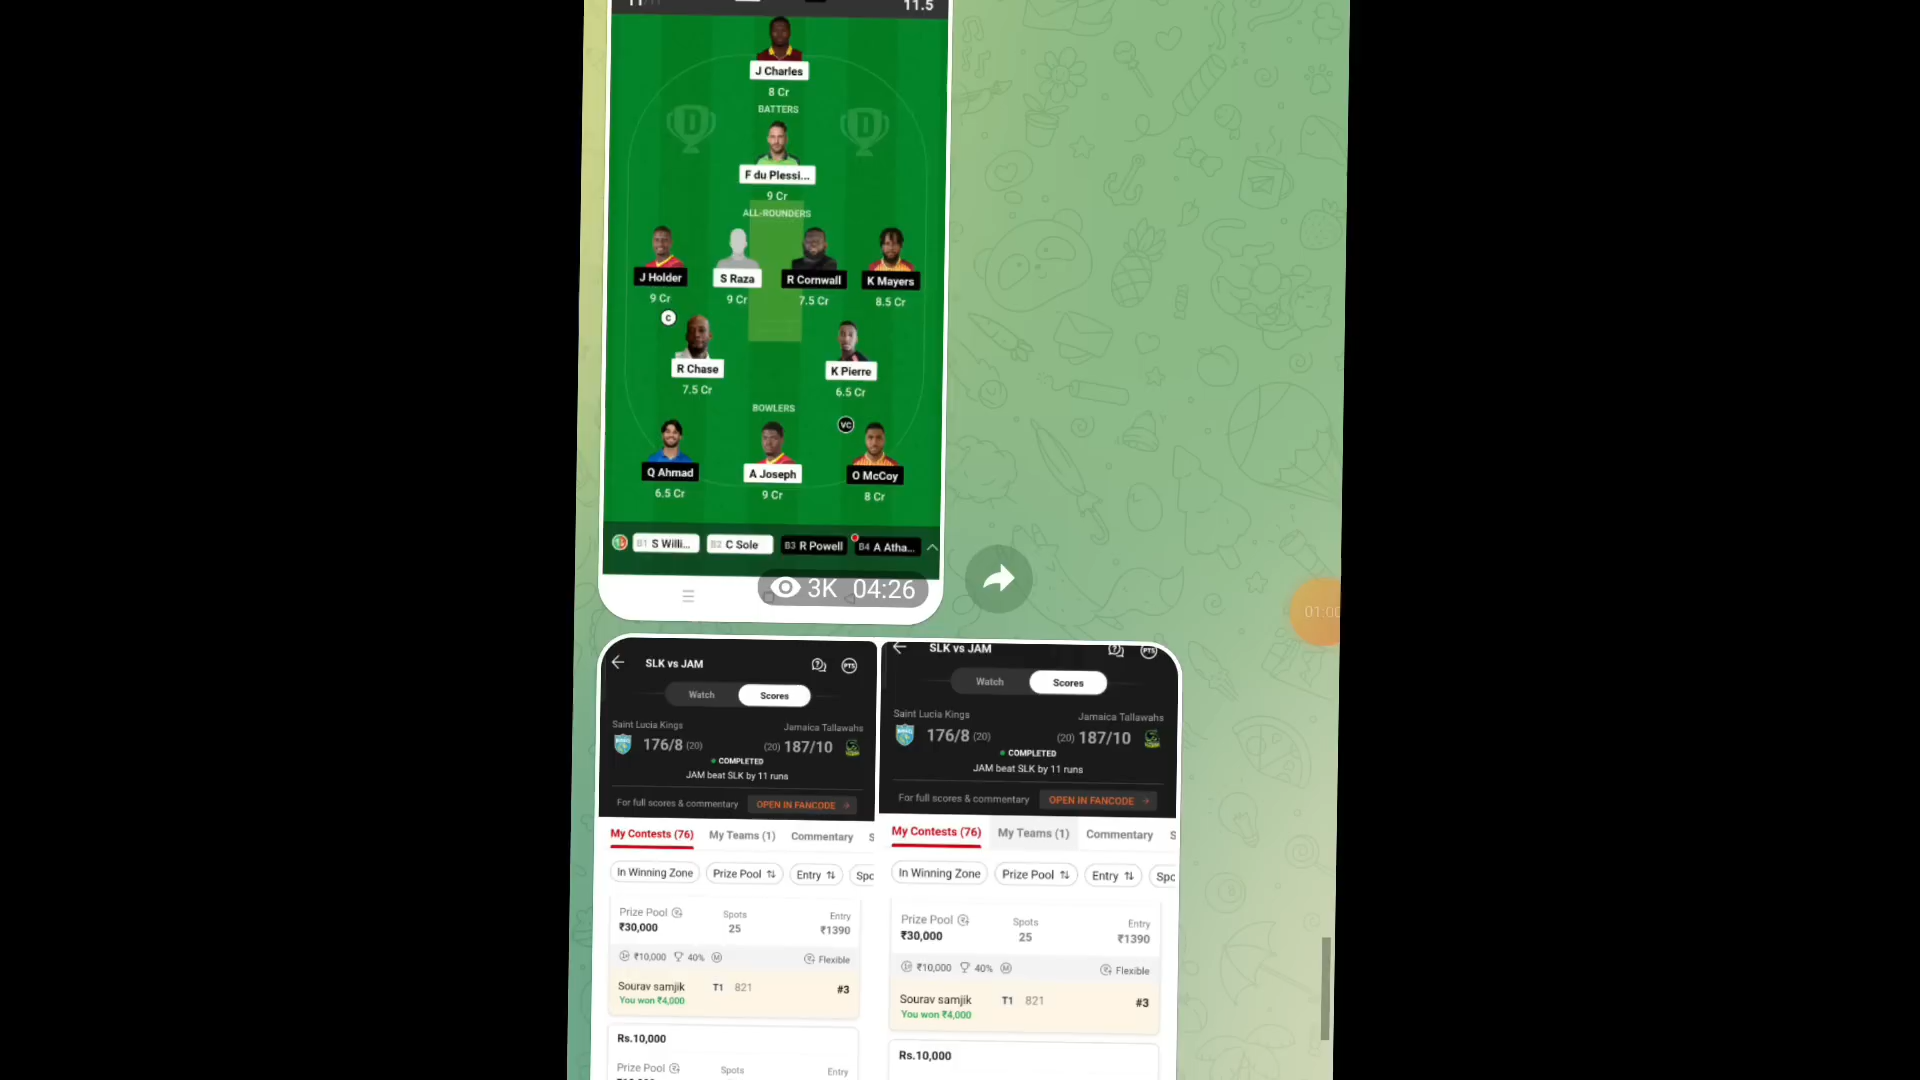 11/11
11.5
J Charles
8 Cr
BATTERS
F du Plessi...
9 Cr
ALL-ROUNDERS
J Holder
S Raza
R Cornwall
K Mayers
9 Cr
9 Cr
7.5 Cr
8.5 Cr
C
R Chase
K Pierre
7.5 Cr
6.5 Cr
BOWLERS
VC
Q Ahmad
A Joseph
O McCoy
6.5 Cr
9 Cr
8 Cr
B1 S Willi...
B2 C Sole
B3 R Powell
B4 A Atha...
3K 04:26
01:00
SLK vs JAM
PTS
Watch
Scores
Saint Lucia Kings
Jamaica Tallawahs
176/8 (20)
(20) 187/10
COMPLETED
JAM beat SLK by 11 runs
For full scores & commentary
OPEN IN FANCODE
My Contests (76)
My Teams (1)
Commentary
S
In Winning Zone
Prize Pool
Entry
Spo
Prize Pool
Spots
Entry
₹30,000
25
₹1390
₹10,000
40%
M
Flexible
Sourav samjik
T1
821
#3
You won ₹4,000
Rs.10,000
Prize Pool
Spots
Entry
SLK vs JAM
PTS
Watch
Scores
Saint Lucia Kings
Jamaica Tallawahs
176/8 (20)
(20) 187/10
COMPLETED
JAM beat SLK by 11 runs
For full scores & commentary
OPEN IN FANCODE
My Contests (76)
My Teams (1)
Commentary
S
In Winning Zone
Prize Pool
Entry
Spo
Prize Pool
Spots
Entry
₹30,000
25
₹1390
₹10,000
40%
M
Flexible
Sourav samjik
T1
821
#3
You won ₹4,000
Rs.10,000